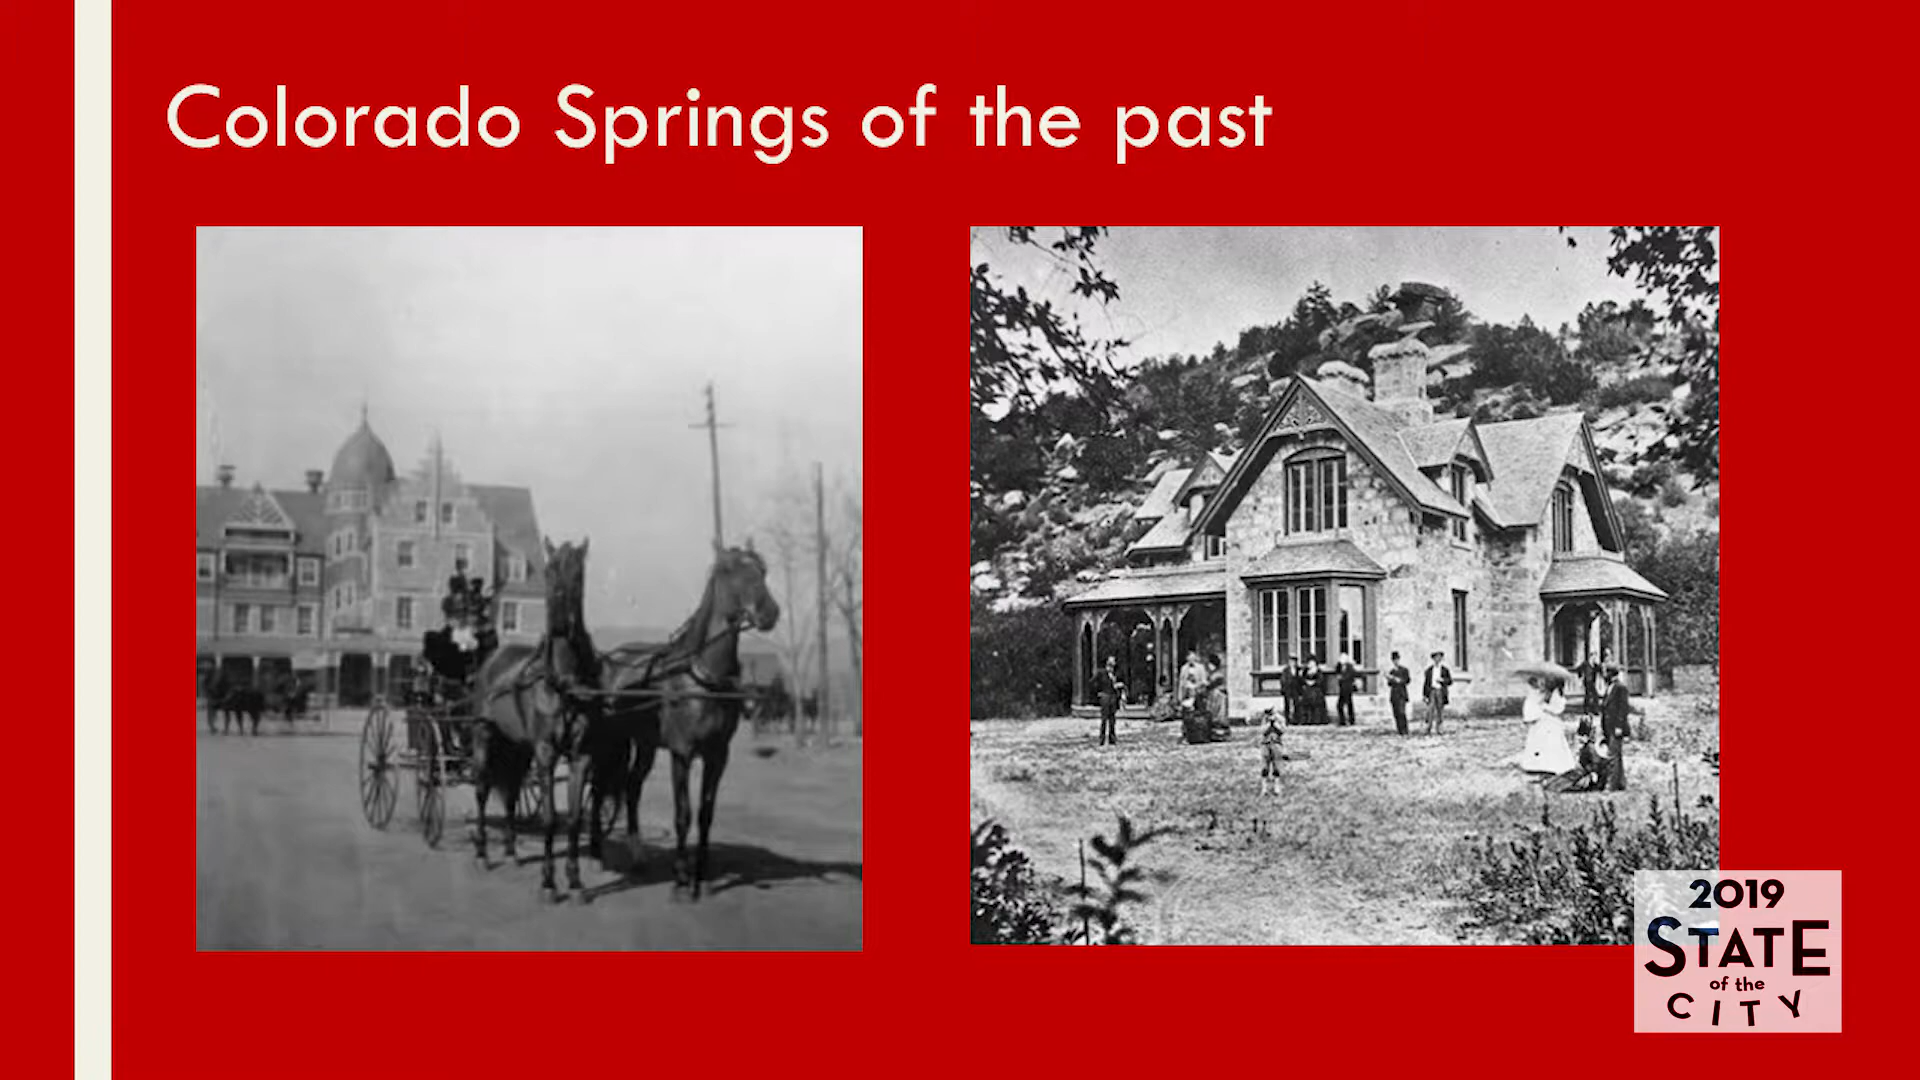 Colorado Springs of the past
2019
STATE
of the
CITY